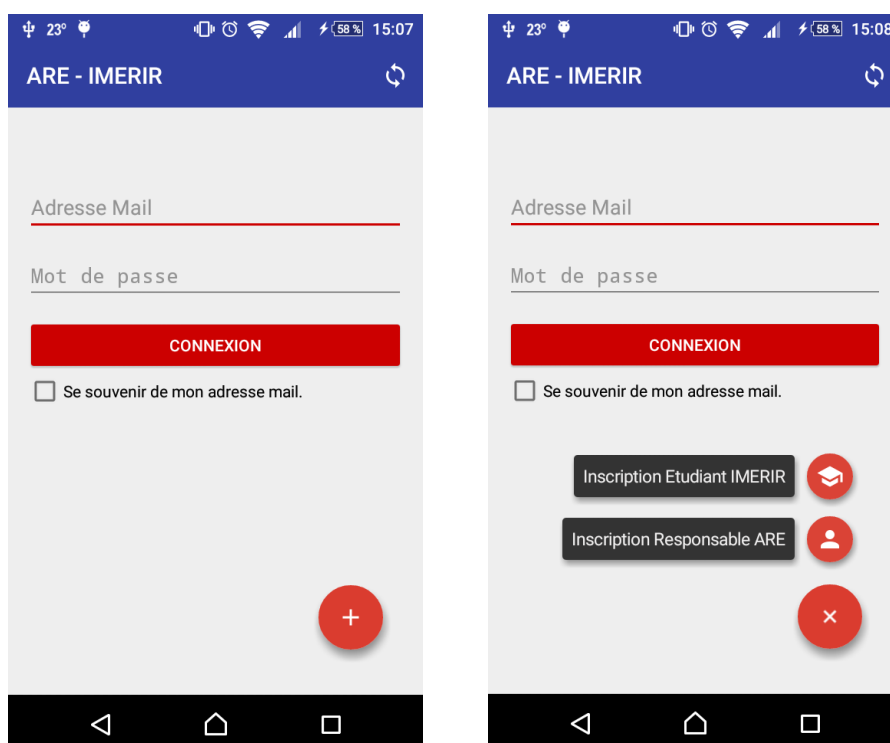 23° 58 % 15:07
ARE - IMERIR
Adresse Mail
Mot de passe
CONNEXION
Se souvenir de mon adresse mail.
23° 58 % 15:08
ARE - IMERIR
Adresse Mail
Mot de passe
CONNEXION
Se souvenir de mon adresse mail.
Inscription Etudiant IMERIR
Inscription Responsable ARE